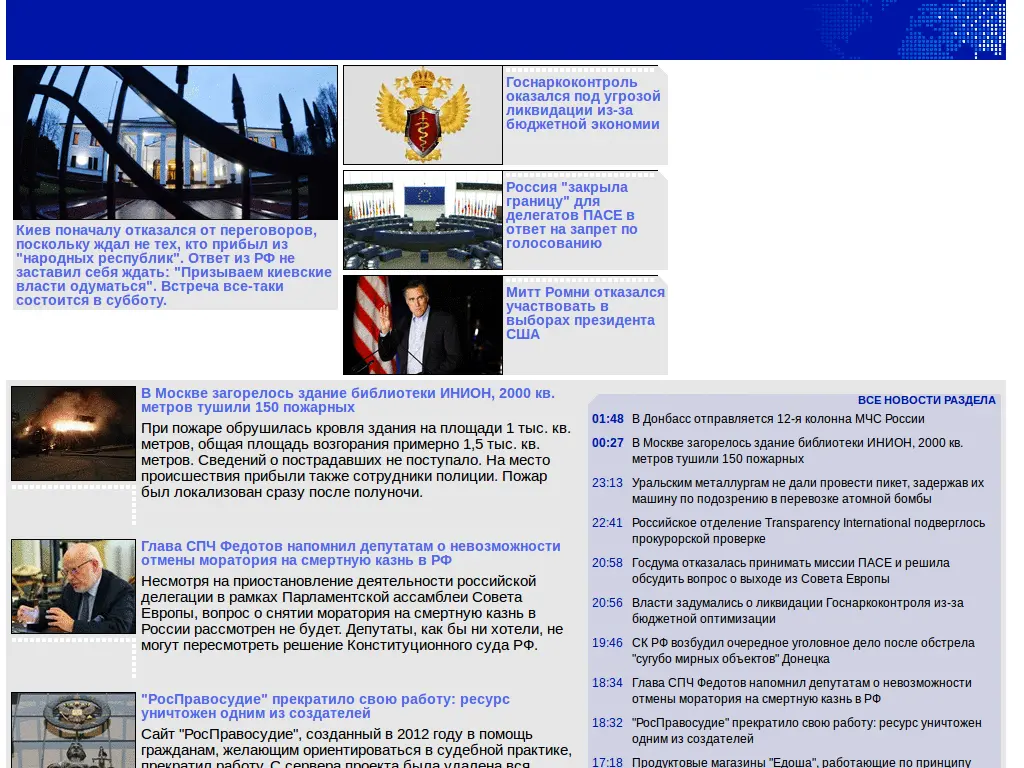 Киев поначалу отказался от переговоров,
поскольку ждал не тех, кто прибыл из
"народных республик". Ответ из РФ не
заставил себя ждать: "Призываем киевские
власти одуматься". Встреча все-таки
состоится в субботу.
Госнаркоконтроль
оказался под угрозой
ликвидации из-за
бюджетной экономии
Россия "закрыла
границу" для
делегатов ПАСЕ в
ответ на запрет по
голосованию
Митт Ромни отказался
участвовать в
выборах президента
США
В Москве загорелось здание библиотеки ИНИОН, 2000 кв.
метров тушили 150 пожарных
При пожаре обрушилась кровля здания на площади 1 тыс. кв.
метров, общая площадь возгорания примерно 1,5 тыс. кв.
метров. Сведений о пострадавших не поступало. На место
происшествия прибыли также сотрудники полиции. Пожар
был локализован сразу после полуночи.
Глава СПЧ Федотов напомнил депутатам о невозможности
отмены моратория на смертную казнь в РФ
Несмотря на приостановление деятельности российской
делегации в рамках Парламентской ассамблеи Совета
Европы, вопрос о снятии моратория на смертную казнь в
России рассмотрен не будет. Депутаты, как бы ни хотели, не
могут пересмотреть решение Конституционного суда РФ.
"РосПравосудие" прекратило свою работу: ресурс
уничтожен одним из создателей
Сайт "РосПравосудие", созданный в 2012 году в помощь
гражданам, желающим ориентироваться в судебной практике,
прекратил работу. С сервера проекта была удалена вся
ВСЕ НОВОСТИ РАЗДЕЛА
01:48 В Донбасс отправляется 12-я колонна МЧС России
00:27 В Москве загорелось здание библиотеки ИНИОН, 2000 кв.
метров тушили 150 пожарных
23:13 Уральским металлургам не дали провести пикет, задержав их
машину по подозрению в перевозке атомной бомбы
22:41 Российское отделение Transparency International подверглось
прокурорской проверке
20:58 Госдума отказалась принимать миссии ПАСЕ и решила
обсудить вопрос о выходе из Совета Европы
20:56 Власти задумались о ликвидации Госнаркоконтроля из-за
бюджетной оптимизации
19:46 СК РФ возбудил очередное уголовное дело после обстрела
"сугубо мирных объектов" Донецка
18:34 Глава СПЧ Федотов напомнил депутатам о невозможности
отмены моратория на смертную казнь в РФ
18:32 "РосПравосудие" прекратило свою работу: ресурс уничтожен
одним из создателей
17:18 Продуктовые магазины "Едоша", работающие по принципу